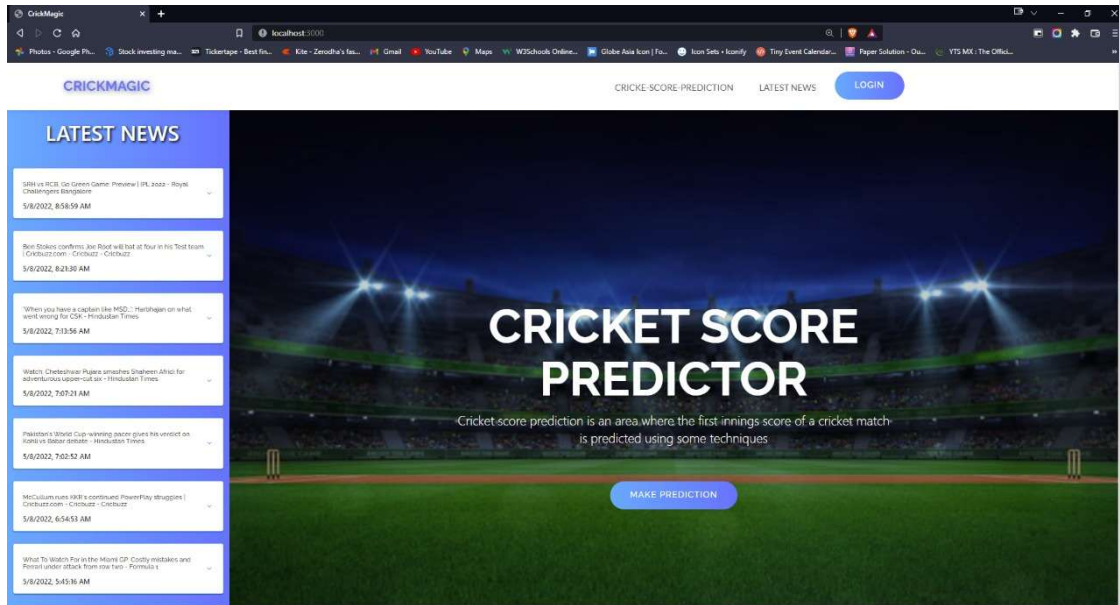 CrickMagic
localhost:3000
Photos - Google Ph...
Stock investing ma...
Tickertape - Best fin...
Kite - Zerodha's fas...
Gmail
YouTube
Maps
W3Schools Online...
Globe Asia Icon | Fo...
Icon Sets • Iconify
Tiny Event Calendar...
Paper Solution - Ou...
YTS MX : The Offici...
CRICKMAGIC
CRICKE-SCORE-PREDICTION
LATEST NEWS
LOGIN
LATEST NEWS
SRH vs RCB, Go Green Game: Preview | IPL 2022 - Royal
Challengers Bangalore
5/8/2022, 8:58:59 AM
Ben Stokes confirms Joe Root will bat at four in his Test team
| Cricbuzz.com - Cricbuzz - Cricbuzz
5/8/2022, 8:21:30 AM
"When you have a captain like MSD...": Harbhajan on what
went wrong for CSK - Hindustan Times
5/8/2022, 7:13:56 AM
Watch: Cheteshwar Pujara smashes Shaheen Afridi for
adventurous upper-cut six - Hindustan Times
5/8/2022, 7:07:21 AM
Pakistan's World Cup-winning pacer gives his verdict on
Kohli vs Babar debate - Hindustan Times
5/8/2022, 7:02:52 AM
McCullum rues KKR's continued PowerPlay struggles |
Cricbuzz.com - Cricbuzz - Cricbuzz
5/8/2022, 6:54:53 AM
What To Watch For in the Miami GP: Costly mistakes and
Ferrari under attack from row two - Formula 1
5/8/2022, 5:45:16 AM
CRICKET SCORE
PREDICTOR
Cricket score prediction is an area where the first innings score of a cricket match
is predicted using some techniques
MAKE PREDICTION